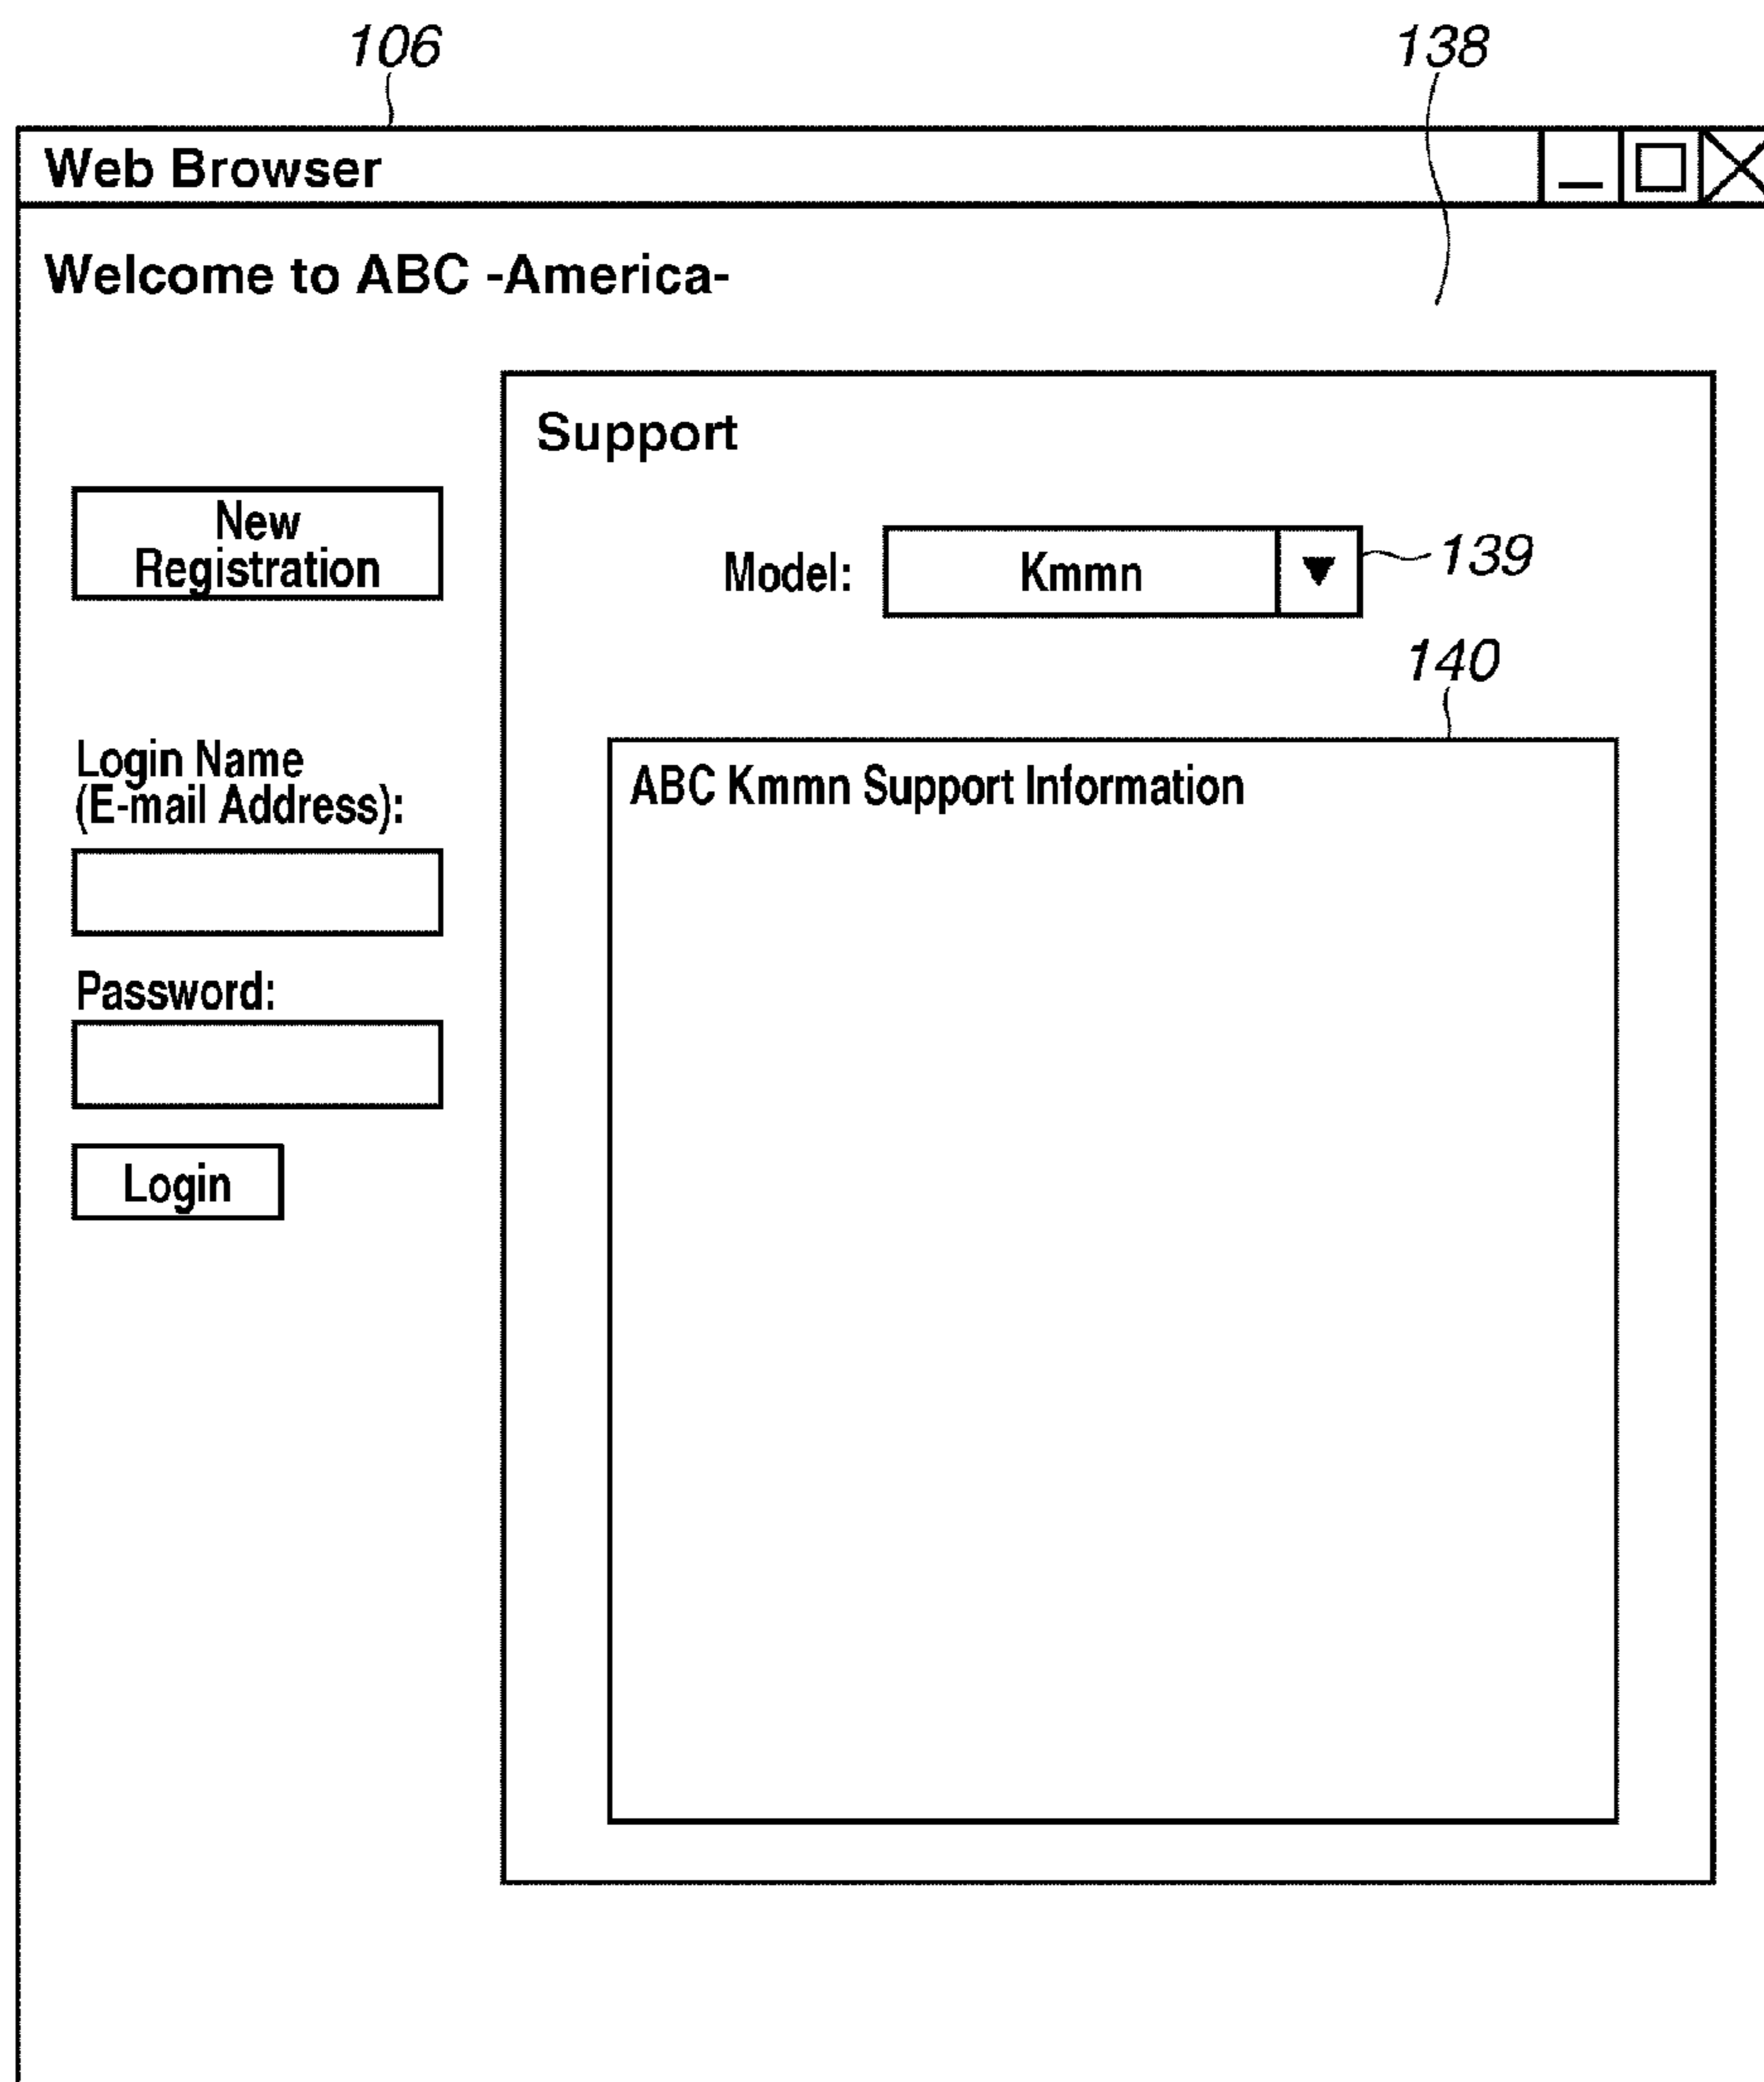 106
138
Web Browser
Welcome to ABC -America-
New
Registration
Login Name
(E-mail Address):
Password:
Login
Support
Model: Kmmn
139
140
ABC Kmmn Support Information